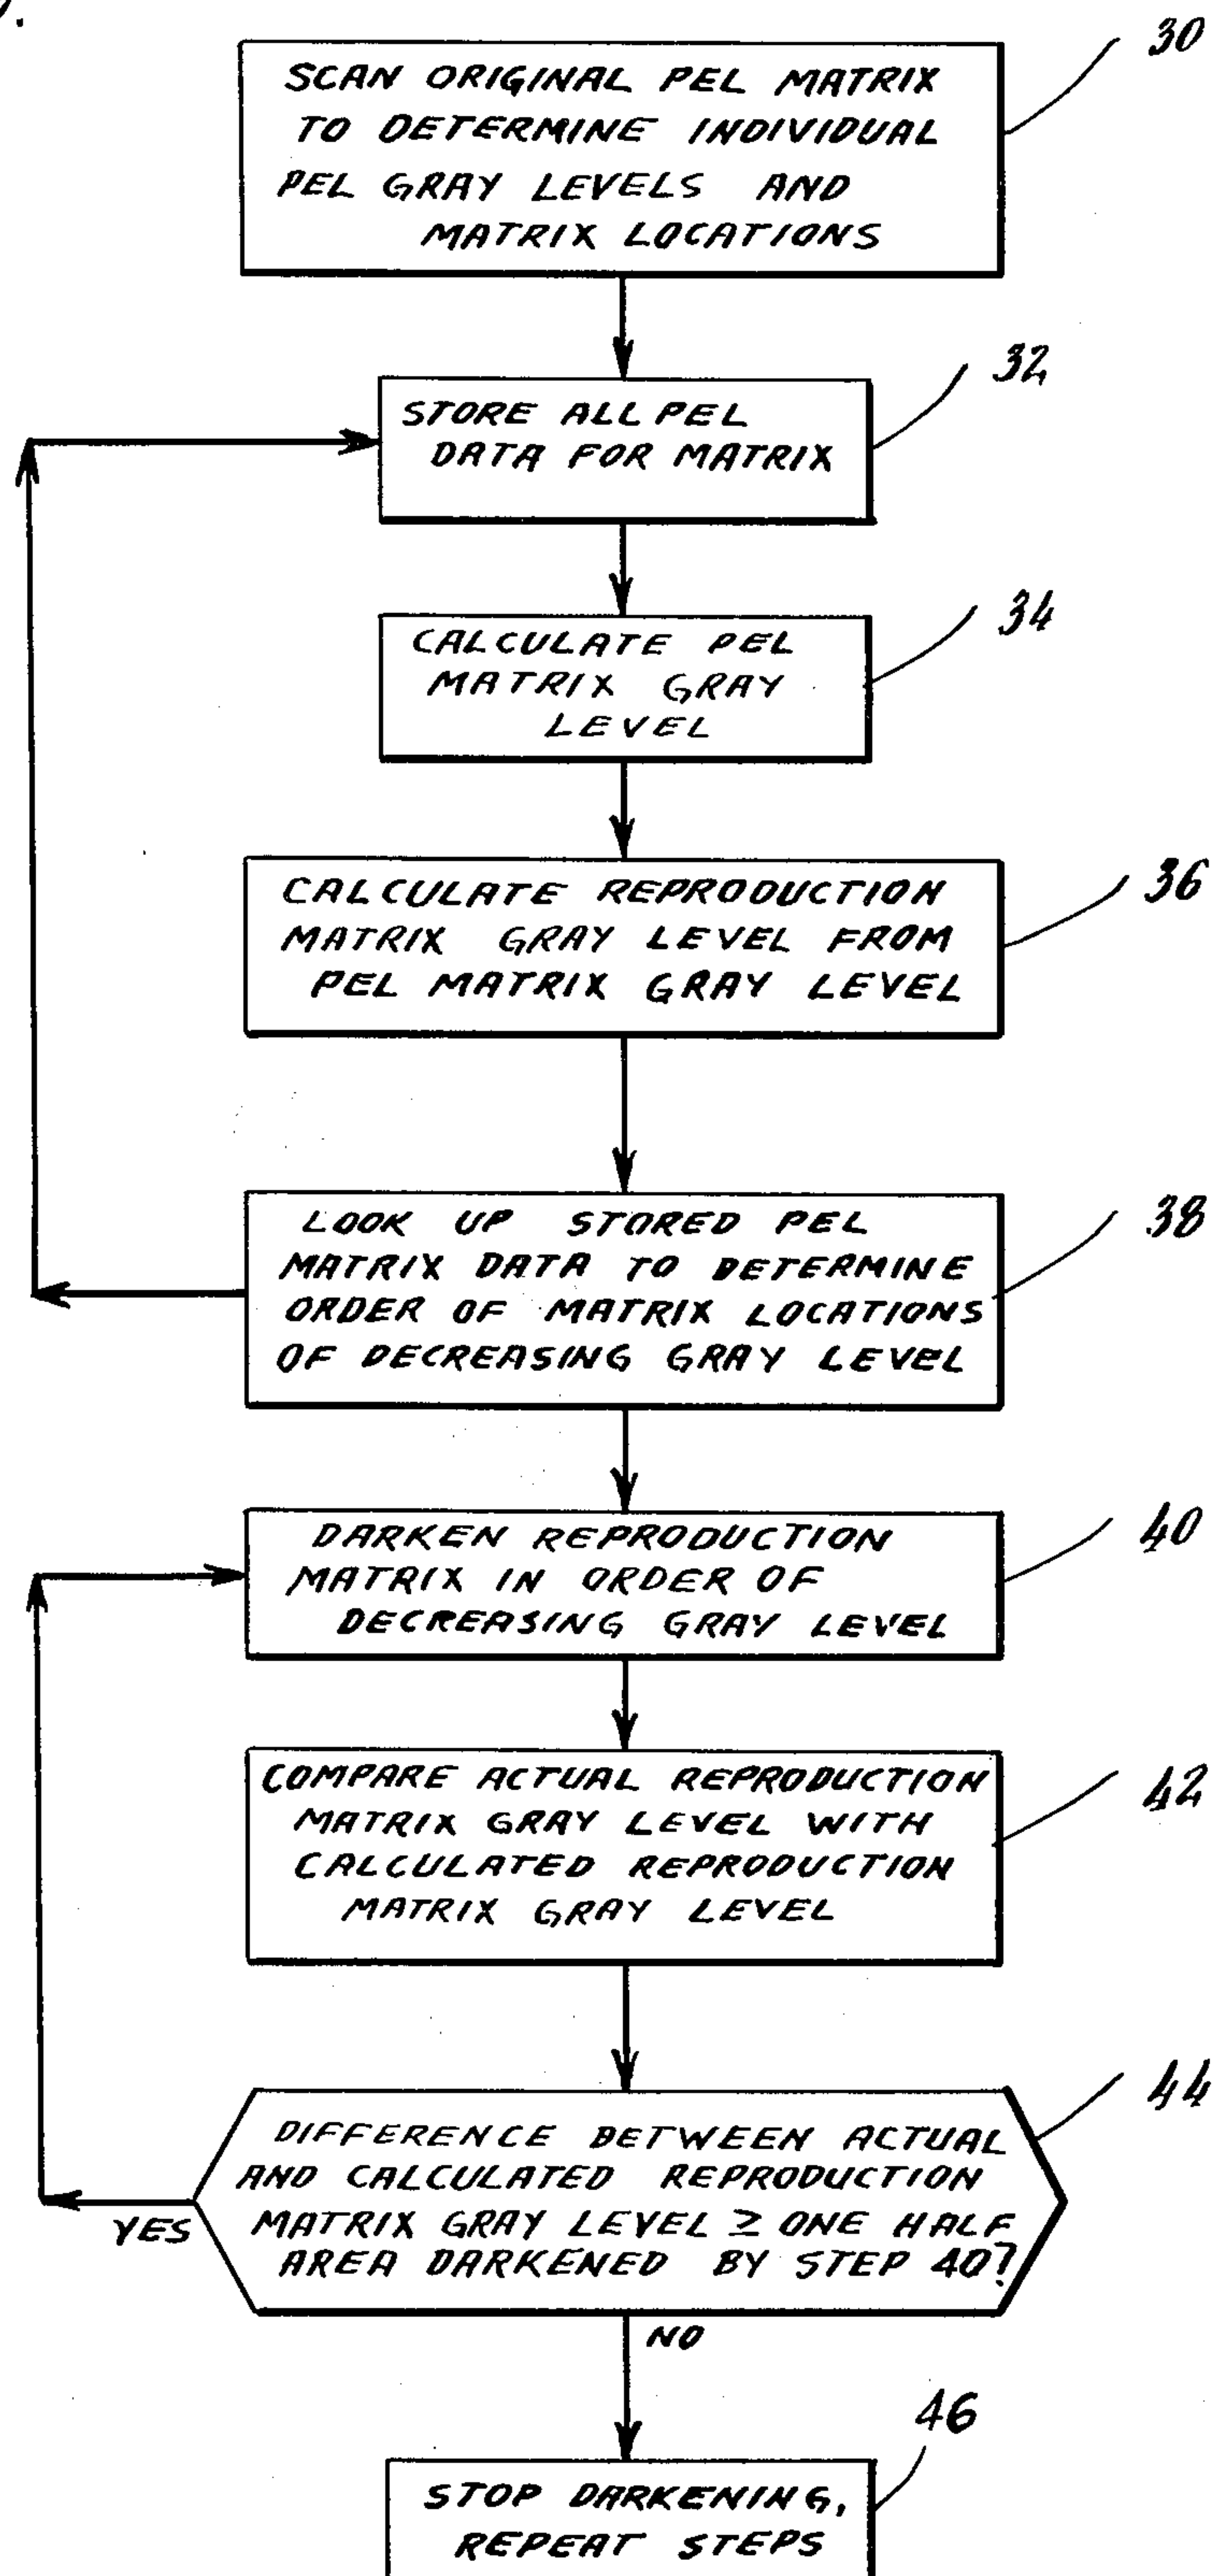 30
SCAN ORIGINAL PEL MATRIX
TO DETERMINE INDIVIDUAL
PEL GRAY LEVELS AND
MATRIX LOCATIONS
32
STORE ALL PEL
DATA FOR MATRIX
34
CALCULATE PEL
MATRIX GRAY
LEVEL
36
CALCULATE REPRODUCTION
MATRIX GRAY LEVEL FROM
PEL MATRIX GRAY LEVEL
38
LOOK UP STORED PEL
MATRIX DATA TO DETERMINE
ORDER OF MATRIX LOCATIONS
OF DECREASING GRAY LEVEL
40
DARKEN REPRODUCTION
MATRIX IN ORDER OF
DECREASING GRAY LEVEL
42
COMPARE ACTUAL REPRODUCTION
MATRIX GRAY LEVEL WITH
CALCULATED REPRODUCTION
MATRIX GRAY LEVEL
44
DIFFERENCE BETWEEN ACTUAL
AND CALCULATED REPRODUCTION
MATRIX GRAY LEVEL ≥ ONE HALF
AREA DARKENED BY STEP 40?
YES
NO
46
STOP DARKENING,
REPEAT STEPS